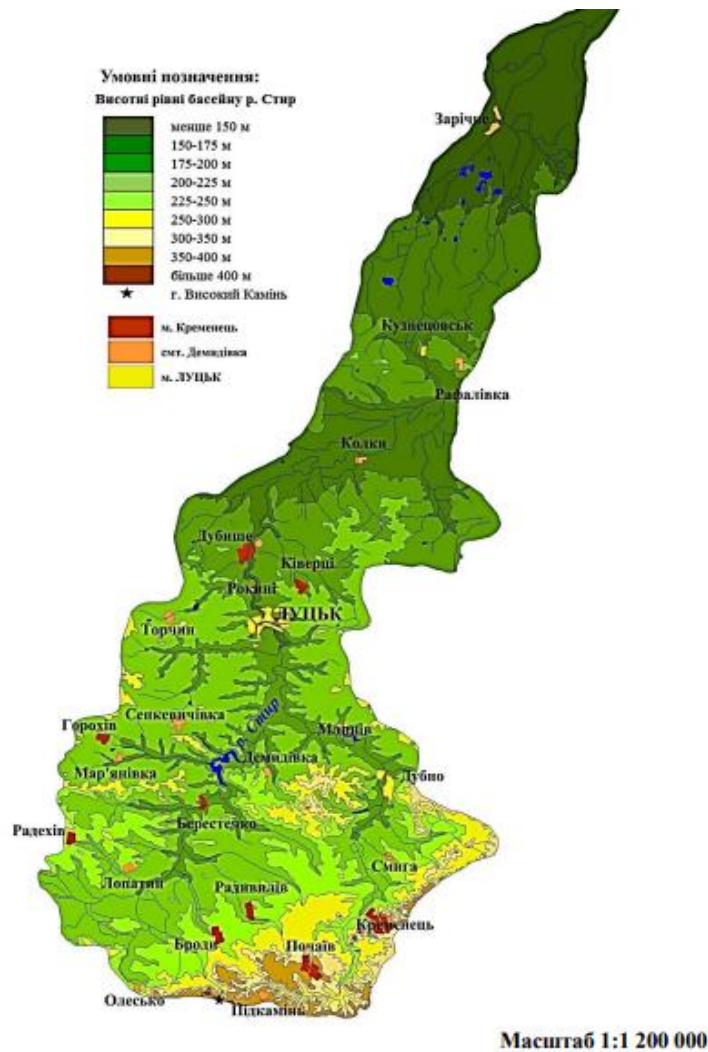 Умовні позначення:
Висотні рівні басейну р. Стир
менше 150 м
150-175 м
175-200 м
200-225 м
225-250 м
250-300 м
300-350 м
350-400 м
більше 400 м
г. Високий Камінь
м. Кременець
смт. Демидівка
м. ЛУЦЬК
Зарічне
Кузнецовськ
Рафалівка
Колки
Дубище
Ківерці
Рокині
ЛУЦЬК
Торчин
Сенкевичівка
р. Стир
Горохів
Млинів
Мар'янівка
Демидівка
Дубно
Берестечко
Радехів
Смига
Лопатин
Радивилів
Кременець
Броди
Почаїв
Олесько
Підкамінь
Масштаб 1:1 200 000